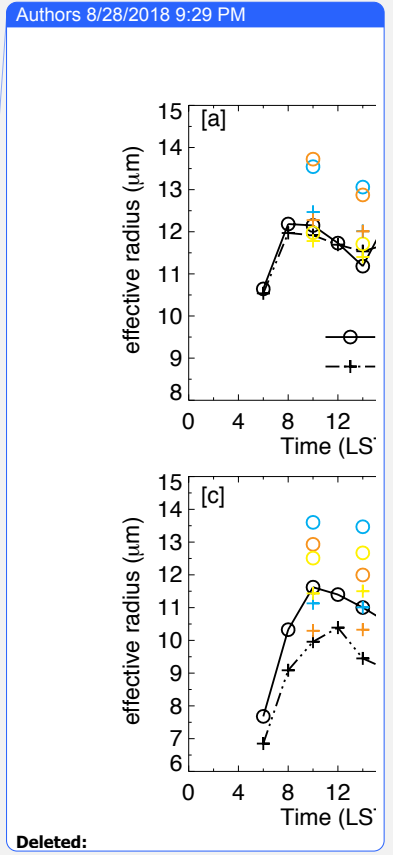 Authors 8/28/2018 9:29 PM
[a]
effective radius (μm)
15
14
13
12
11
10
9
8
0 4 8 12
Time (LST
[c]
effective radius (μm)
15
14
13
12
11
10
9
8
7
6
0 4 8 12
Time (LST
Deleted: